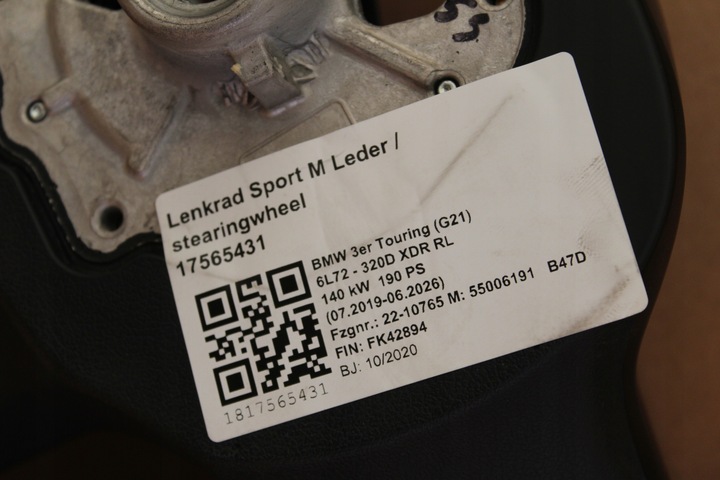 Lenkrad Sport M Leder /
stearingwheel
17565431
BMW 3er Touring (G21)
6L72 - 320D XDR RL
140 kW 190 PS
(07.2019-06.2026)
Fzgnr.: 22-10765 M: 55006191 B47D
FIN: FK42894
BJ: 10/2020
1817565431